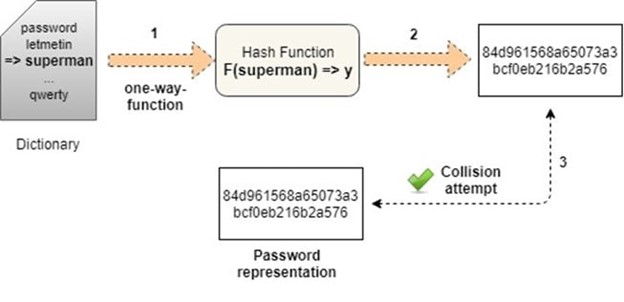 password
letmetin
=> superman
...
qwerty
Dictionary
1
one-way-
function
Hash Function
F(superman) => y
2
84d961568a65073a3
bcf0eb216b2a576
3
Collision
attempt
84d961568a65073a3
bcf0eb216b2a576
Password
representation